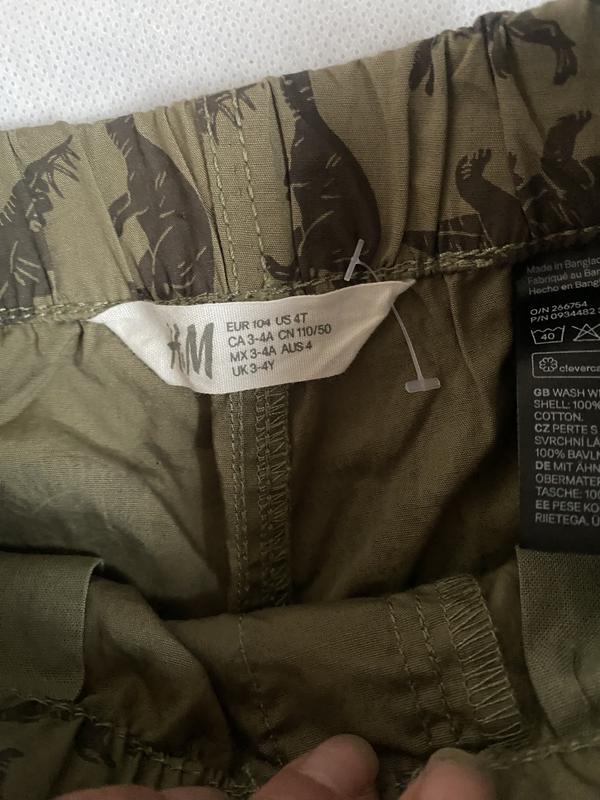 H&M
EUR 104 US 4T
CA 3-4A CN 110/50
MX 3-4A AUS 4
UK 3-4Y
Made in Banglad
Fabriqué au Ban
Hecho en Bang
O/N 266754
P/N 0934482
40
cleverca
GB WASH WI
SHELL: 100%
COTTON.
CZ PERTE S
SVRCHNÍ LÁ
100% BAVLN
DE MIT ÄHN
OBERMATER
TASCHE: 100
EE PESE KO
RIIETEGA. Ü